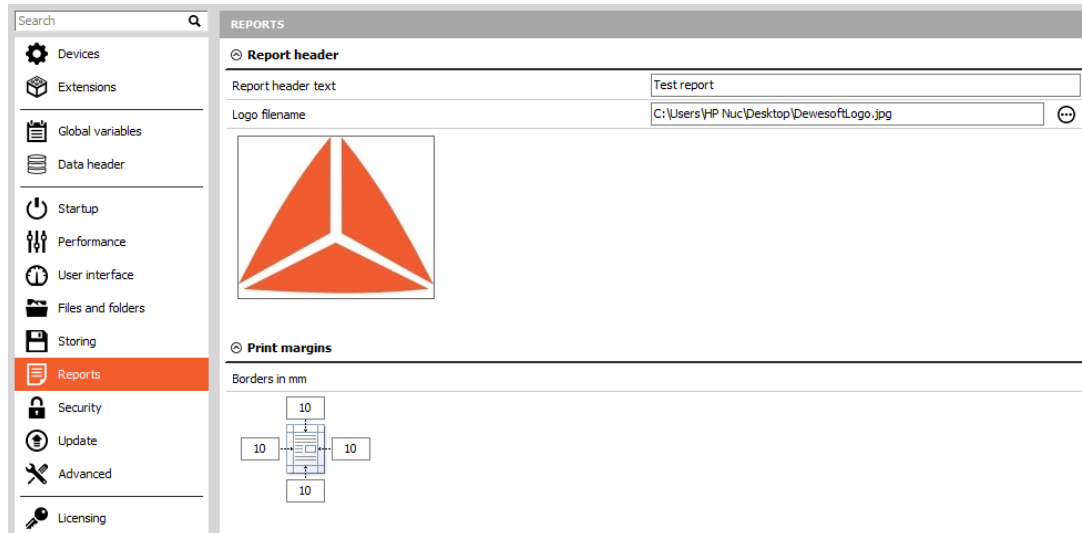 Search
Devices
Extensions
Global variables
Data header
Startup
Performance
User interface
Files and folders
Storing
Reports
Security
Update
Advanced
Licensing
REPORTS
Report header
Report header text
Test report
Logo filename
C:\Users\HP Nuc\Desktop\DewesoftLogo.jpg
Print margins
Borders in mm
10
10
10
10